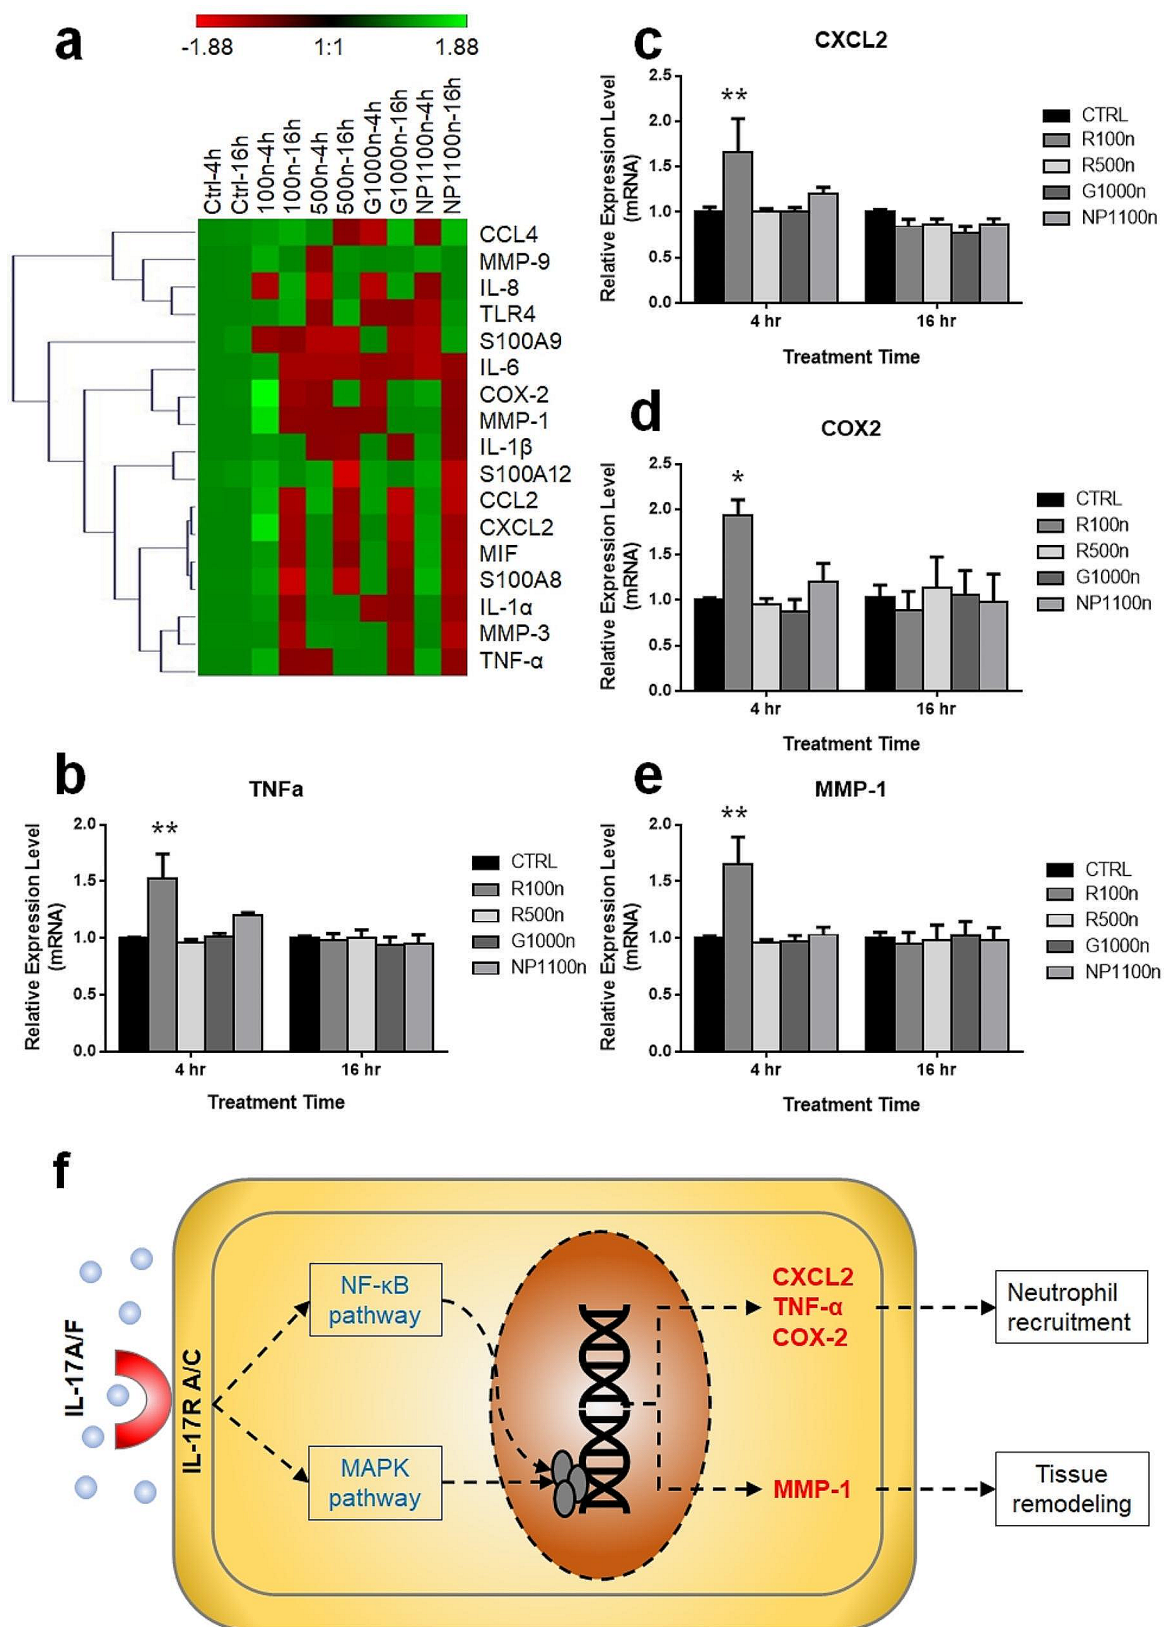 a
-1.88 1:1 1.88
Ctrl-4h
Ctrl-16h
100n-4h
100n-16h
500n-4h
500n-16h
G1000n-4h
G1000n-16h
NP1100n-4h
NP1100n-16h
CCL4
MMP-9
IL-8
TLR4
S100A9
IL-6
COX-2
MMP-1
IL-1β
S100A12
CCL2
CXCL2
MIF
S100A8
IL-1α
MMP-3
TNF-α
c
CXCL2
Relative Expression Level
(mRNA)
2.5
2.0
1.5
1.0
0.5
0.0
**
4 hr 16 hr
Treatment Time
CTRL
R100n
R500n
G1000n
NP1100n
d
COX2
Relative Expression Level
(mRNA)
2.5
2.0
1.5
1.0
0.5
0.0
*
4 hr 16 hr
Treatment Time
CTRL
R100n
R500n
G1000n
NP1100n
b
TNFa
Relative Expression Level
(mRNA)
2.0
1.5
1.0
0.5
0.0
**
4 hr 16 hr
Treatment Time
CTRL
R100n
R500n
G1000n
NP1100n
e
MMP-1
Relative Expression Level
(mRNA)
2.0
1.5
1.0
0.5
0.0
**
4 hr 16 hr
Treatment Time
CTRL
R100n
R500n
G1000n
NP1100n
f
IL-17A/F
IL-17R A/C
NF-κB
pathway
MAPK
pathway
CXCL2
TNF-α
COX-2
MMP-1
Neutrophil
recruitment
Tissue
remodeling